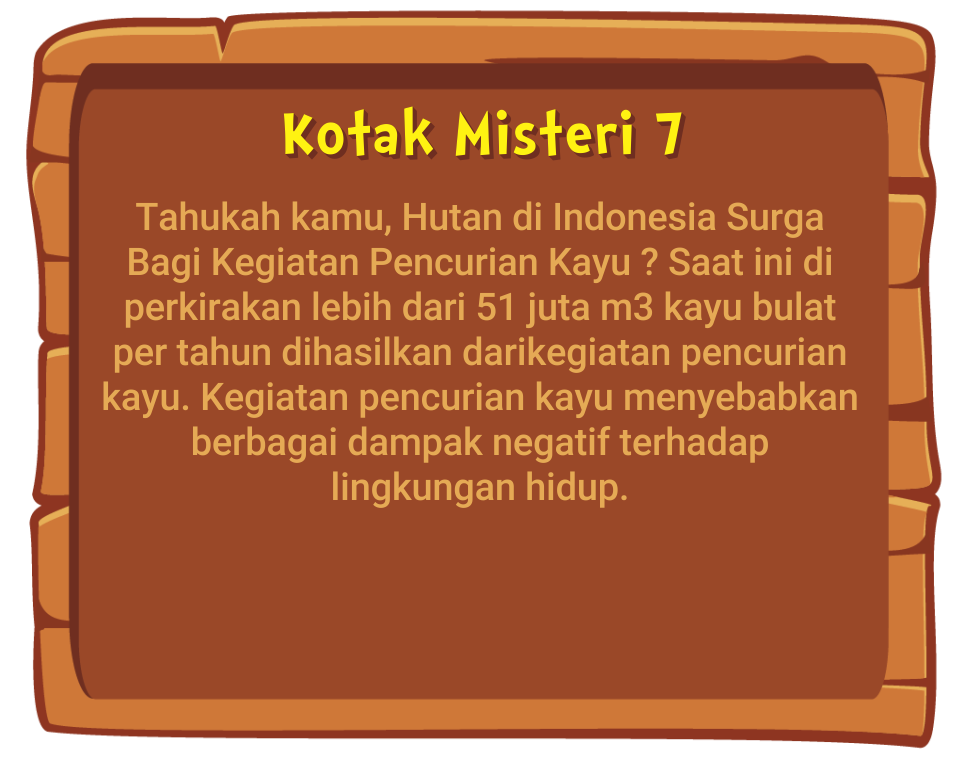 Kotak Misteri 7
Tahukah kamu, Hutan di Indonesia Surga
Bagi Kegiatan Pencurian Kayu ? Saat ini di
perkirakan lebih dari 51 juta m3 kayu bulat
per tahun dihasilkan darikegiatan pencurian
kayu. Kegiatan pencurian kayu menyebabkan
berbagai dampak negatif terhadap
lingkungan hidup.